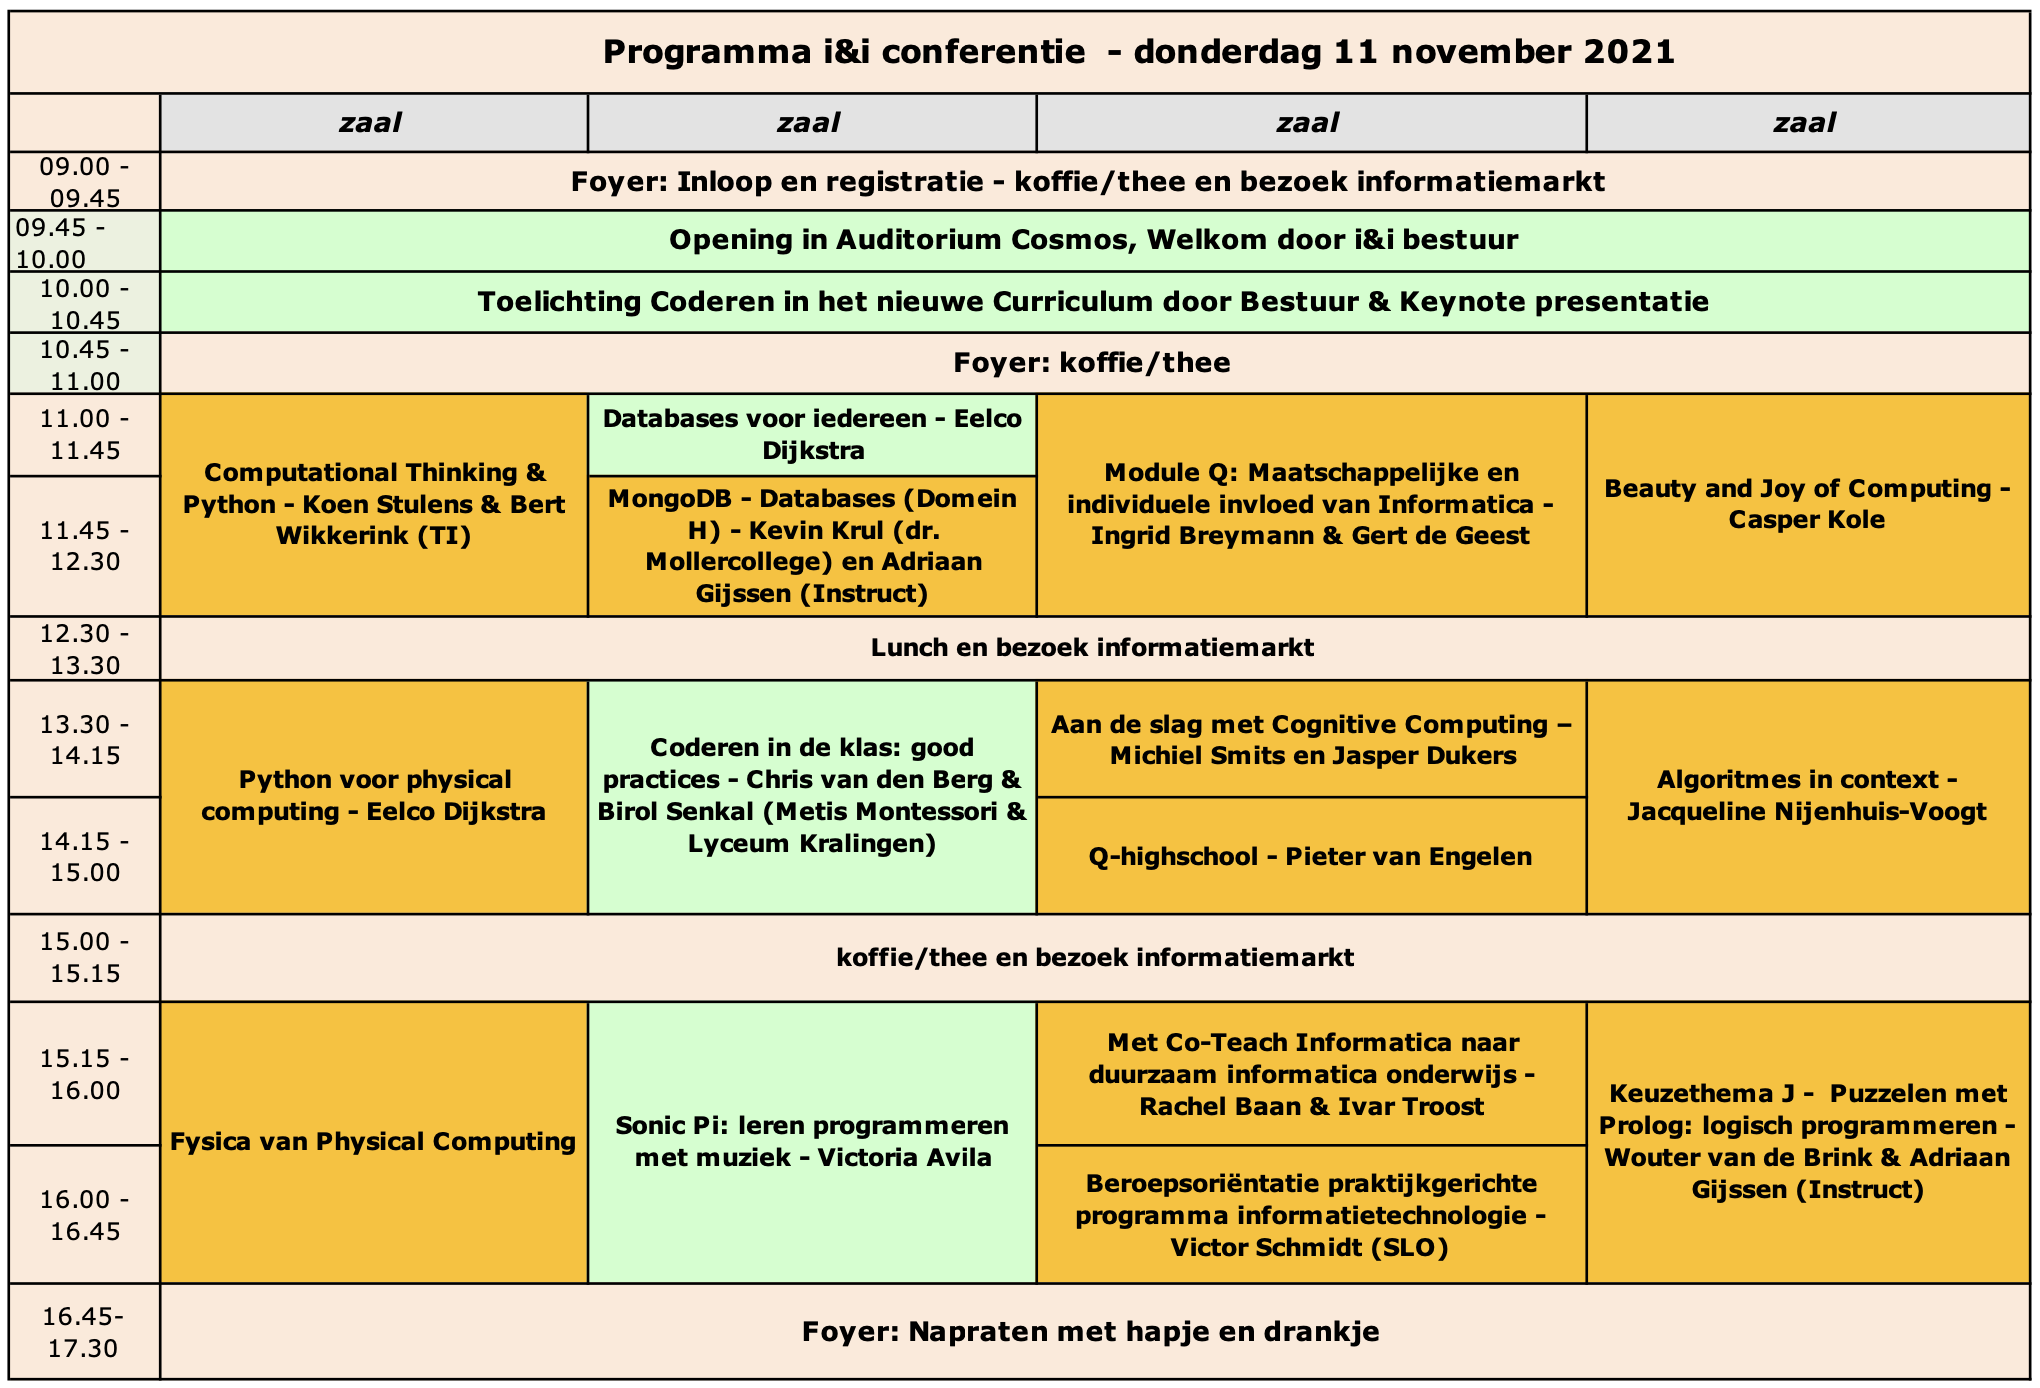 Programma i&i conferentie  - donderdag 11 november 2021
zaal
zaal
zaal
zaal
09.00 -
09.45
Foyer: Inloop en registratie - koffie/thee en bezoek informatiemarkt
09.45 -
10.00
Opening in Auditorium Cosmos, Welkom door i&i bestuur
10.00 -
10.45
Toelichting Coderen in het nieuwe Curriculum door Bestuur & Keynote presentatie
10.45 -
11.00
Foyer: koffie/thee
11.00 -
11.45
11.45 -
12.30
Computational Thinking &
Python - Koen Stulens & Bert
Wikkerink (TI)
Databases voor iedereen - Eelco
Dijkstra
MongoDB - Databases (Domein
H) - Kevin Krul (dr.
Mollercollege) en Adriaan
Gijssen (Instruct)
Module Q: Maatschappelijke en
individuele invloed van Informatica -
Ingrid Breymann & Gert de Geest
Beauty and Joy of Computing -
Casper Kole
12.30 -
13.30
Lunch en bezoek informatiemarkt
13.30 -
14.15
14.15 -
15.00
Python voor physical
computing - Eelco Dijkstra
Coderen in de klas: good
practices - Chris van den Berg &
Birol Senkal (Metis Montessori &
Lyceum Kralingen)
Aan de slag met Cognitive Computing –
Michiel Smits en Jasper Dukers
Q-highschool - Pieter van Engelen
Algoritmes in context -
Jacqueline Nijenhuis-Voogt
15.00 -
15.15
koffie/thee en bezoek informatiemarkt
15.15 -
16.00
16.00 -
16.45
Fysica van Physical Computing
Sonic Pi: leren programmeren
met muziek - Victoria Avila
Met Co-Teach Informatica naar
duurzaam informatica onderwijs -
Rachel Baan & Ivar Troost
Beroepsoriëntatie praktijkgerichte
programma informatietechnologie -
Victor Schmidt (SLO)
Keuzethema J -  Puzzelen met
Prolog: logisch programmeren -
Wouter van de Brink & Adriaan
Gijssen (Instruct)
16.45-
17.30
Foyer: Napraten met hapje en drankje